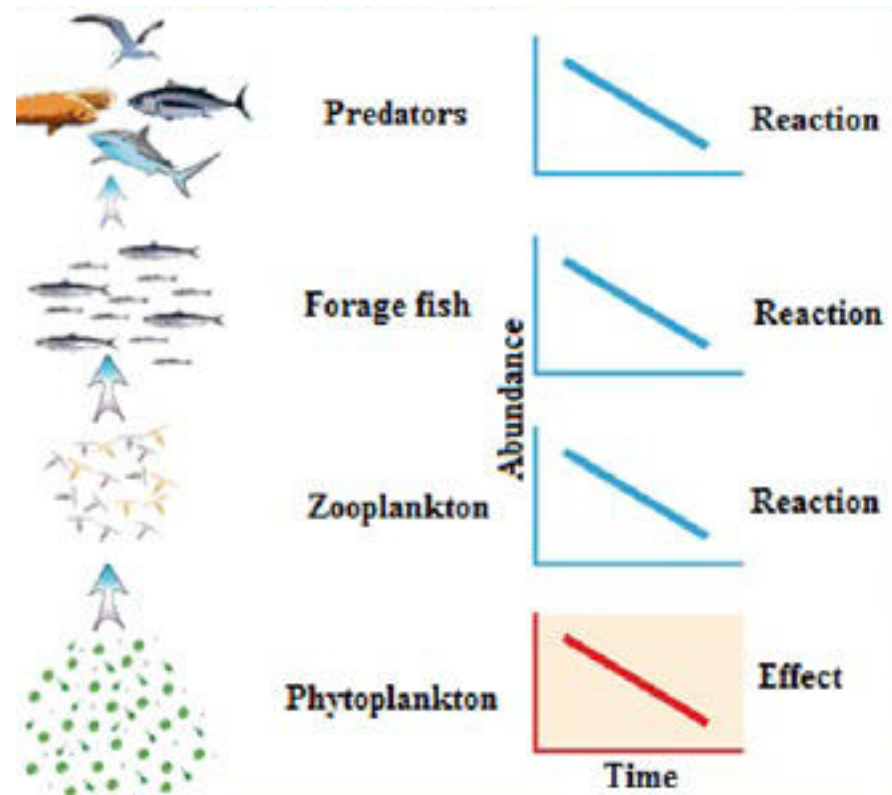 Predators
Reaction
Forage fish
Reaction
Abundance
Zooplankton
Reaction
Phytoplankton
Effect
Time